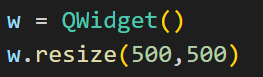 w = QWidget()
w.resize(500,500)